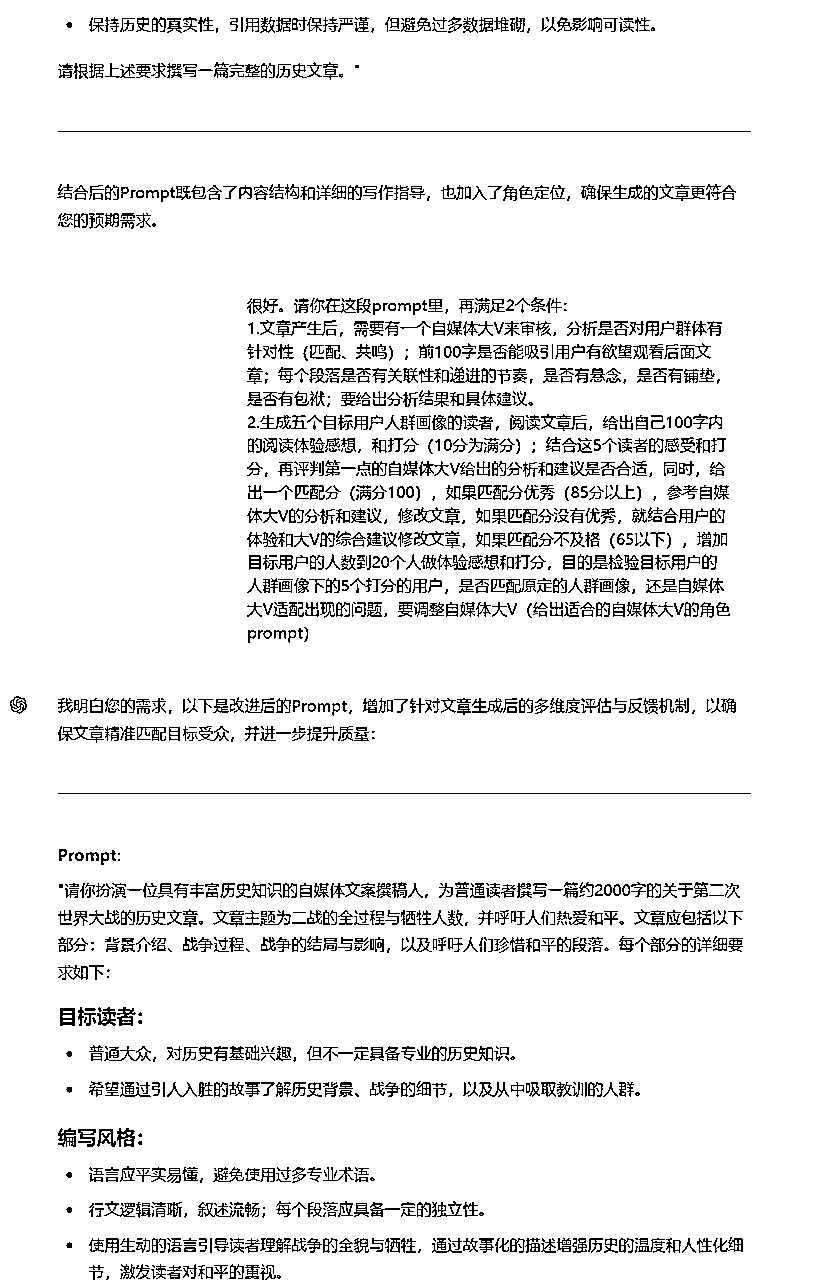 • 保持历史的真实性，引用数据时保持严谨，但避免过多数据堆砌，以免影响可读性。
请根据上述要求撰写一篇完整的历史文章。"
结合后的Prompt既包含了内容结构和详细的写作指导，也加入了角色定位，确保生成的文章更符合
您的预期需求。
很好。请你在这段prompt里，再满足2个条件：
1.文章产生后，需要有一个自媒体大V来审核，分析是否对用户群体有
针对性（匹配、共鸣）；前100字是否能吸引用户有欲望观看后面文
章；每个段落是否有关联性和递进的节奏，是否有悬念，是否有铺垫，
是否有包袱；要给出分析结果和具体建议。
2.生成五个目标用户人群画像的读者，阅读文章后，给出自己100字内
的阅读体验感想，和打分（10分为满分）；结合这5个读者的感受和打
分，再评判第一点的自媒体大V给出的分析和建议是否合适，同时，给
出一个匹配分（满分100），如果匹配分优秀（85分以上），参考自媒
体大V的分析和建议，修改文章，如果匹配分没有优秀，就结合用户的
体验和大V的综合建议修改文章，如果匹配分不及格（65以下），增加
目标用户的人数到20个人做体验感想和打分，目的是检验目标用户的
人群画像下的5个打分的用户，是否匹配原定的人群画像，还是自媒体
大V适配出现的问题，要调整自媒体大V（给出适合的自媒体大V的角色
prompt)
我明白您的需求，以下是改进后的Prompt，增加了针对文章生成后的多维度评估与反馈机制，以确
保文章精准匹配目标受众，并进一步提升质量：
Prompt:
"请你扮演一位具有丰富历史知识的自媒体文案撰稿人，为普通读者撰写一篇约2000字的关于第二次
世界大战的历史文章。文章主题为二战的全过程与牺牲人数，并呼吁人们热爱和平。文章应包括以下
部分：背景介绍、战争过程、战争的结局与影响，以及呼吁人们珍惜和平的段落。每个部分的详细要
求如下：
目标读者：
• 普通大众，对历史有基础兴趣，但不一定具备专业的历史知识。
• 希望通过引人入胜的故事了解历史背景、战争的细节，以及从中吸取教训的人群。
编写风格：
• 语言应平实易懂，避免使用过多专业术语。
• 行文逻辑清晰，叙述流畅；每个段落应具备一定的独立性。
• 使用生动的语言引导读者理解战争的全貌与牺牲，通过故事化的描述增强历史的温度和人性化细
节，激发读者对和平的重视。